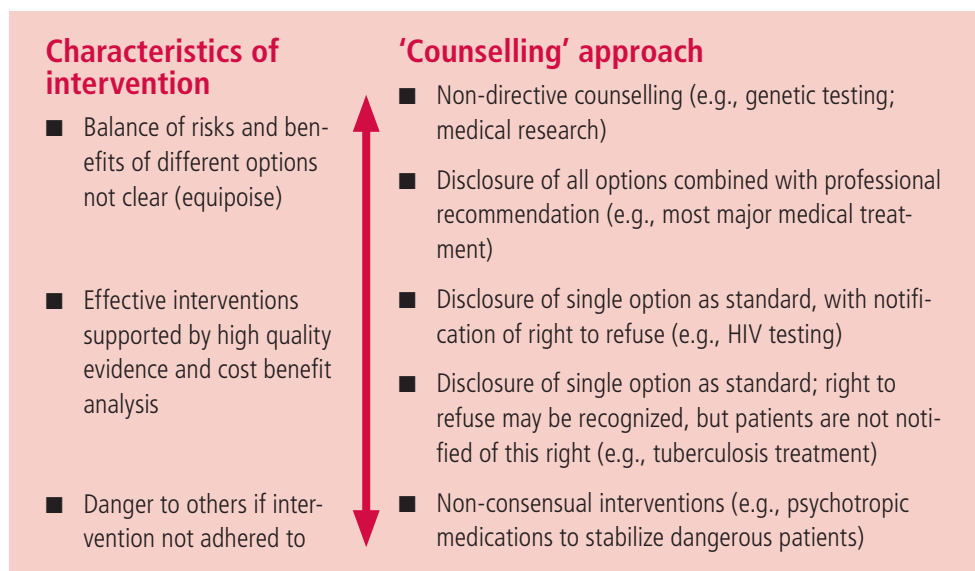 Characteristics of
intervention
■ Balance of risks and ben-
efits of different options
not clear (equipoise)
■ Effective interventions
supported by high quality
evidence and cost benefit
analysis
■ Danger to others if inter-
vention not adhered to
‘Counselling’ approach
■ Non-directive counselling (e.g., genetic testing;
medical research)
■ Disclosure of all options combined with professional
recommendation (e.g., most major medical treat-
ment)
■ Disclosure of single option as standard, with notifi-
cation of right to refuse (e.g., HIV testing)
■ Disclosure of single option as standard; right to
refuse may be recognized, but patients are not noti-
fied of this right (e.g., tuberculosis treatment)
■ Non-consensual interventions (e.g., psychotropic
medications to stabilize dangerous patients)